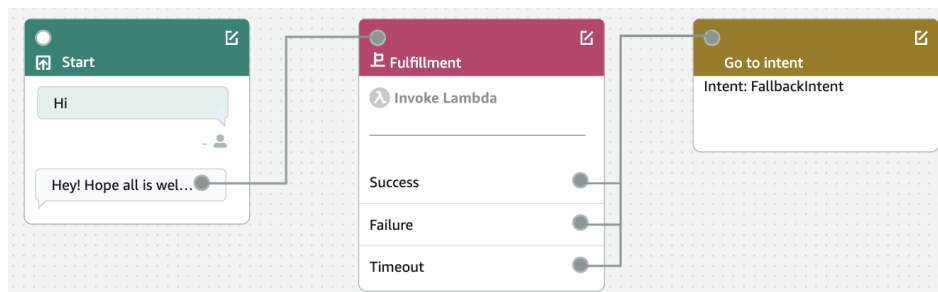 Start
Hi
-
Hey! Hope all is wel...
Fulfillment
λ Invoke Lambda
Success
Failure
Timeout
Go to intent
Intent: FallbackIntent